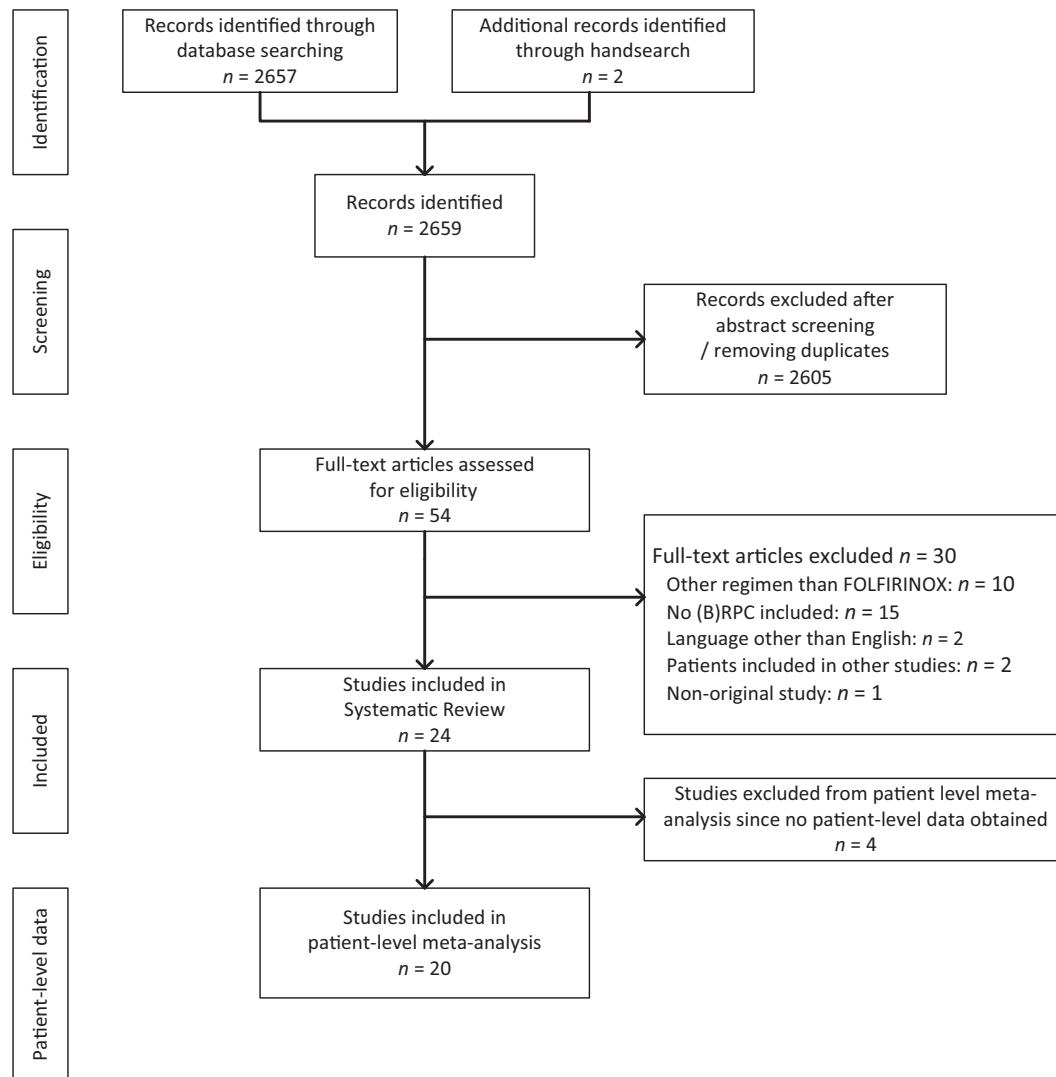 Identification
Records identified through
database searching
n = 2657
Additional records identified
through handsearch
n = 2
Records identified
n = 2659
Screening
Records excluded after
abstract screening
/ removing duplicates
n = 2605
Eligibility
Full-text articles assessed
for eligibility
n = 54
Full-text articles excluded n = 30
Other regimen than FOLFIRINOX: n = 10
No (B)RPC included: n = 15
Language other than English: n = 2
Patients included in other studies: n = 2
Non-original study: n = 1
Included
Studies included in
Systematic Review
n = 24
Studies excluded from patient level meta-
analysis since no patient-level data obtained
n = 4
Patient-level data
Studies included in
patient-level meta-analysis
n = 20